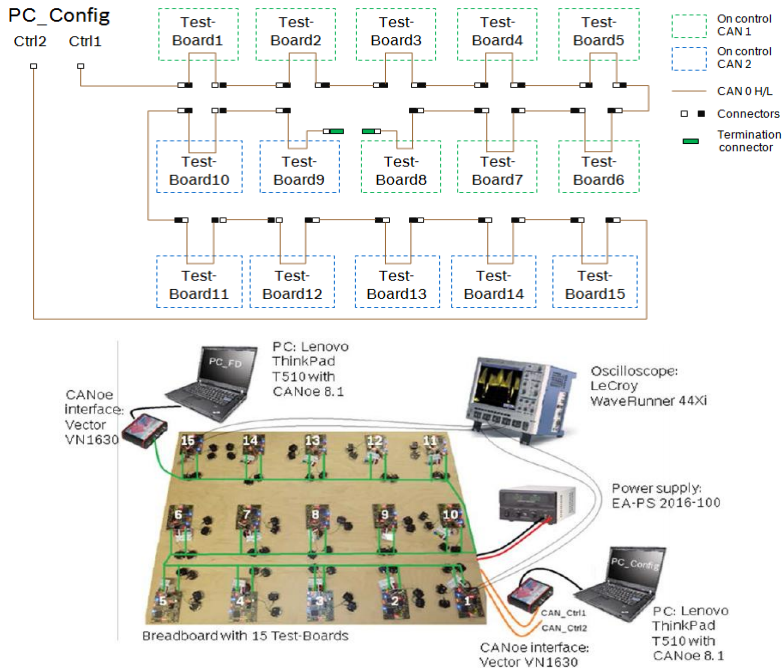 PC_Config
Ctrl2 Ctrl1
Test-
Board1
Test-
Board2
Test-
Board3
Test-
Board4
Test-
Board5
On control
CAN 1
On control
CAN 2
CAN 0 H/L
Connectors
Termination
connector
Test-
Board10
Test-
Board9
Test-
Board8
Test-
Board7
Test-
Board6
Test-
Board11
Test-
Board12
Test-
Board13
Test-
Board14
Test-
Board15
PC_FD
PC: Lenovo
ThinkPad
T510 with
CANoe 8.1
CANoe
interface:
Vector
VN1630
Oscilloscope:
LeCroy
WaveRunner 44Xi
15 14 13 12 11
Power supply:
EA-PS 2016-100
6 7 8 9 10
5 4 3 2 1
PC_Config
CAN_Ctrl1
CAN_Ctrl2
Breadboard with 15 Test-Boards
CANoe interface:
Vector VN1630
PC: Lenovo
ThinkPad
T510 with
CANoe 8.1